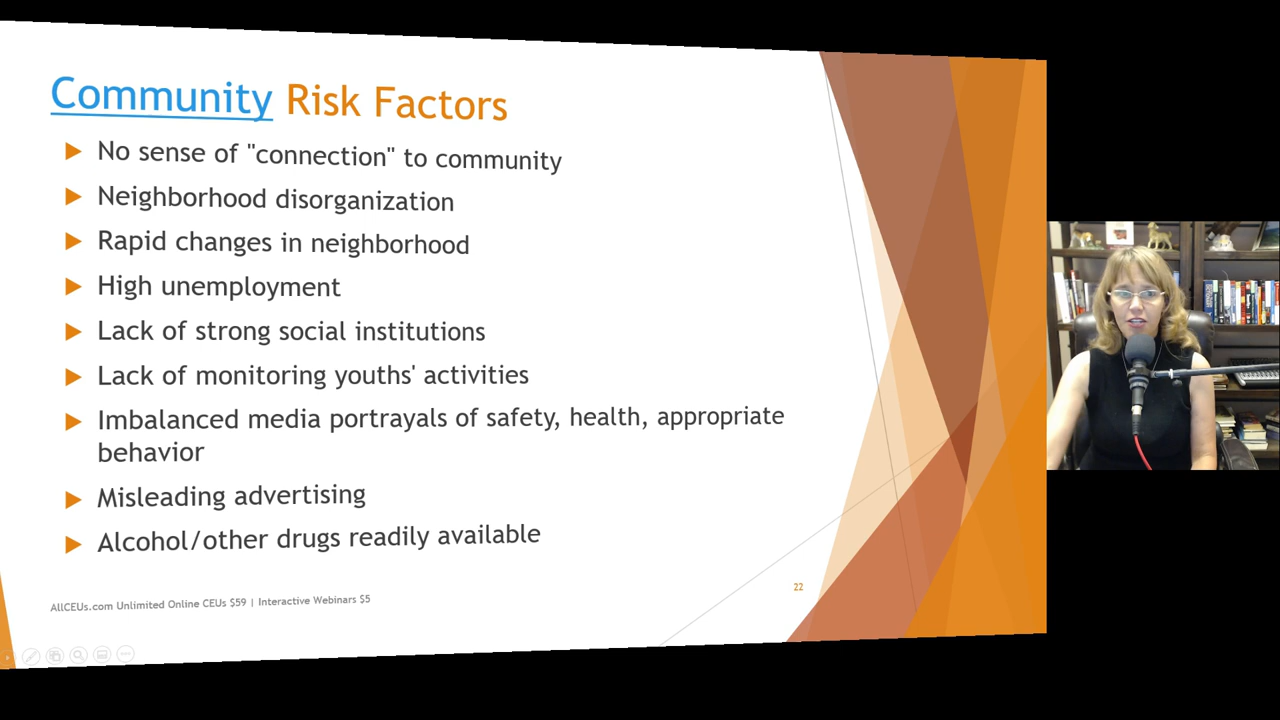 Community Risk Factors
No sense of "connection" to community
Neighborhood disorganization
Rapid changes in neighborhood
High unemployment
Lack of strong social institutions
Lack of monitoring youths' activities
Imbalanced media portrayals of safety, health, appropriate
behavior
Misleading advertising
Alcohol/other drugs readily available
22
AllCEUs.com Unlimited Online CEUs $59 | Interactive Webinars $5